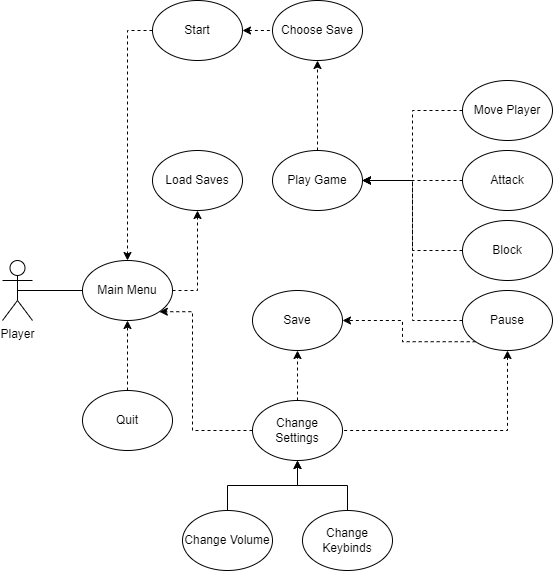 Start
Choose Save
Move Player
Load Saves
Play Game
Attack
Block
Main Menu
Player
Save
Pause
Quit
Change
Settings
Change Volume
Change
Keybinds